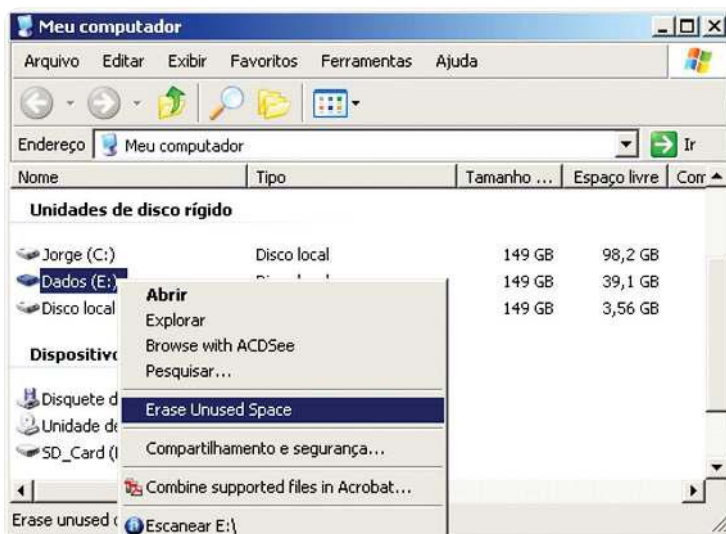 Meu computador
Arquivo Editar Exibir Favoritos Ferramentas Ajuda
Endereço Meu computador Ir
Nome Tipo Tamanho ... Espaço livre Com
Unidades de disco rígido
Jorge (C:) Disco local 149 GB 98,2 GB
Dados (E:) 149 GB 39,1 GB
Disco local 149 GB 3,56 GB
Abrir
Explorar
Browse with ACDSee
Pesquisar...
Erase Unused Space
Compartilhamento e segurança...
Combine supported files in Acrobat...
Escanear E:\
Dispositivo
Disquete d
Unidade de
SD_Card (
Erase unused